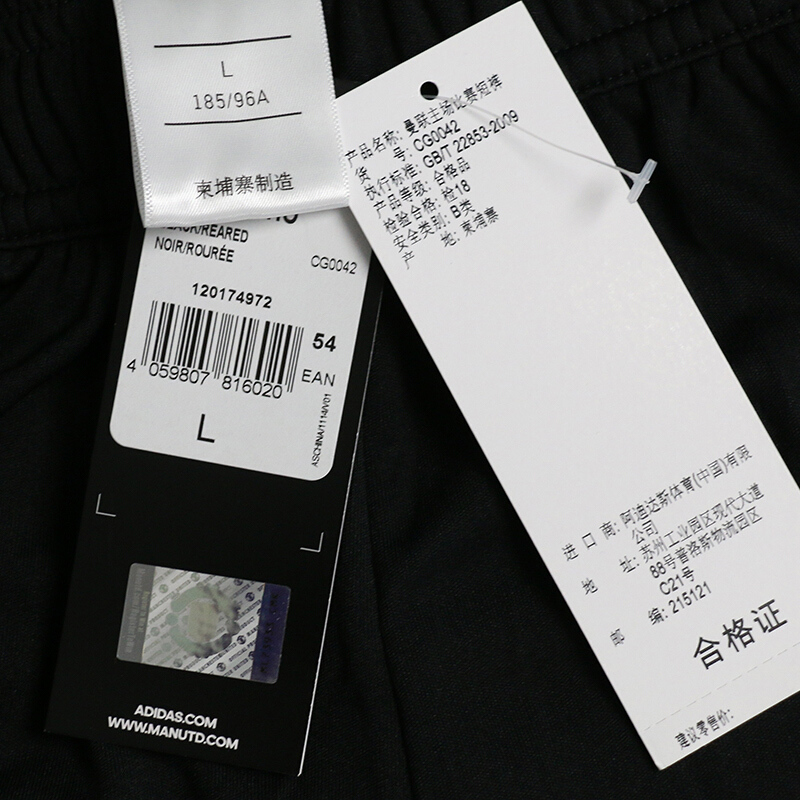 L
185/96A
柬埔寨制造
BLACK/REARED
NOIR/ROURÉE
CG0042
120174972
54
4 059807 816020
EAN
L
ADIDAS.COM
WWW.MANUTD.COM
产品名称: 曼联主场比赛短裤
货 号: CG0042
执行标准: GB/T 22853-2009
产品等级: 合格品
检验合格: 检18
安全类别: B类
产 地: 柬埔寨
进 口 商: 阿迪达斯体育(中国)有限
公司
地 址: 苏州工业园区现代大道
88号普洛斯物流园区
C21号
邮 编: 215121
合格证
建议零售价: